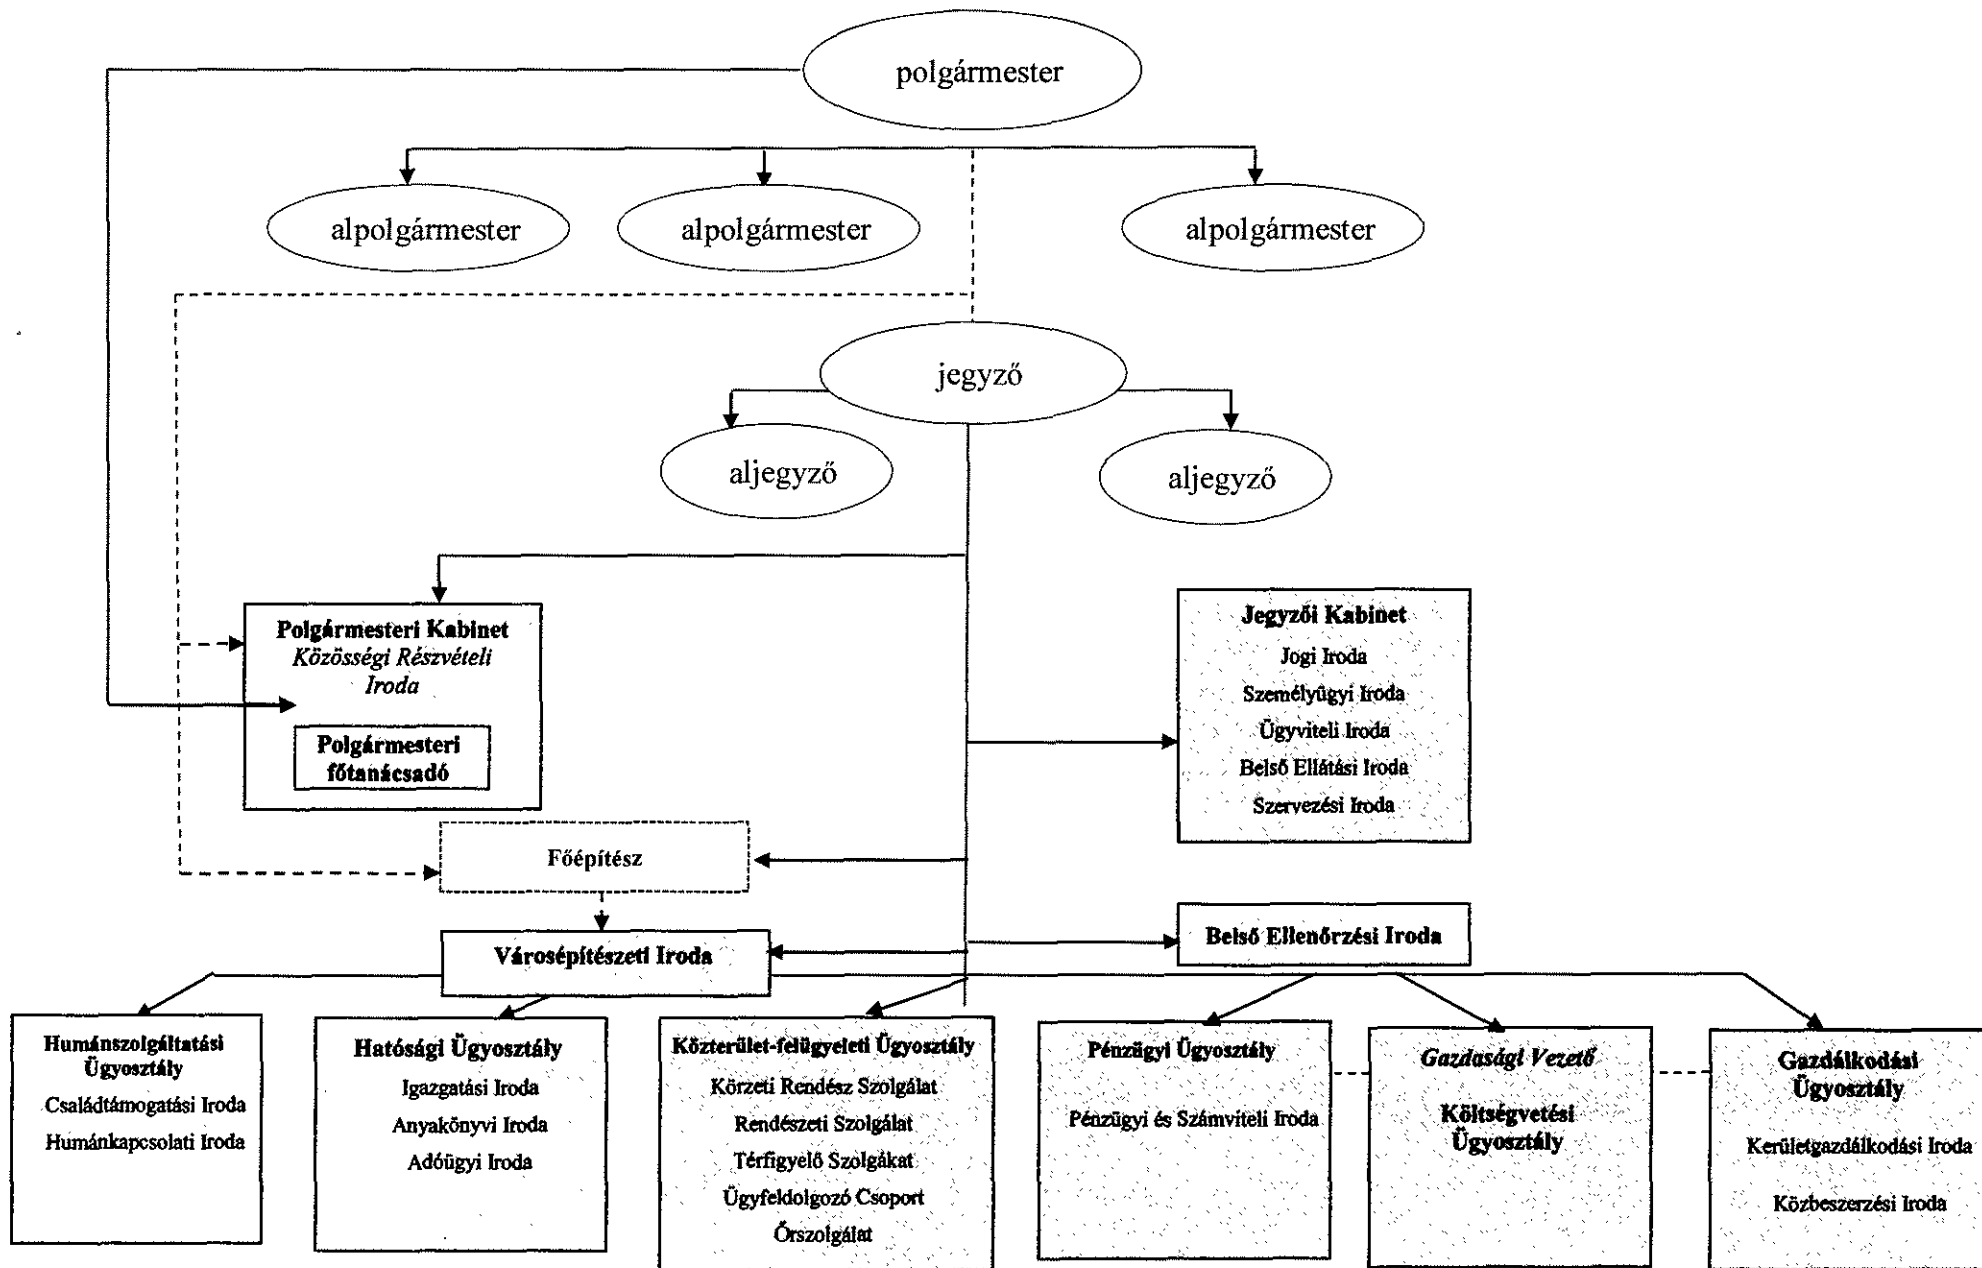 polgármester
alpolgármester
alpolgármester
alpolgármester
jegyző
aljegyző
aljegyző
Polgármesteri Kabinet
Közösségi Részvételi
Iroda
Polgármesteri
főtanácsadó
Jegyzői Kabinet
Jogi Iroda
Személyügyi Iroda
Ügyviteli Iroda
Belső Ellátási Iroda
Szervezési Iroda
Főépítész
Városépítészeti Iroda
Belső Ellenőrzési Iroda
Humánszolgáltatási
Ügyosztály
Családtámogatási Iroda
Humánkapcsolati Iroda
Hatósági Ügyosztály
Igazgatási Iroda
Anyakönyvi Iroda
Adóügyi Iroda
Közterület-felügyeleti Ügyosztály
Körzeti Rendész Szolgálat
Rendészeti Szolgálat
Térfigyelő Szolgákat
Ügyfeldolgozó Csoport
Őrszolgálat
Pénzügyi Ügyosztály
Pénzügyi és Számviteli Iroda
Gazdasági Vezető
Költségvetési
Ügyosztály
Gazdálkodási
Ügyosztály
Kerületgazdálkodási Iroda
Közbeszerzési Iroda